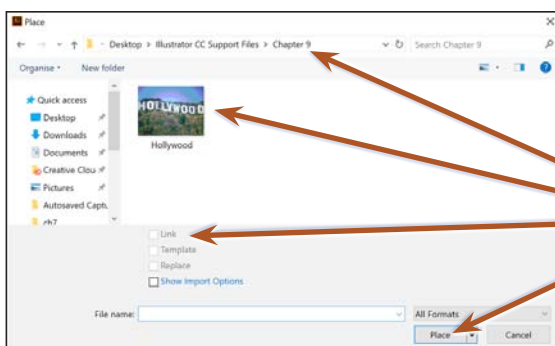 Place
Desktop > Illustrator CC Support Files > Chapter 9
Search Chapter 9
Organise
New folder
Quick access
Desktop
Downloads
Documents
Creative Clou
Pictures
Autosaved Captu
ch7
HOLLYWOOD
Hollywood
Link
Template
Replace
Show Import Options
File name:
All Formats
Place
Cancel